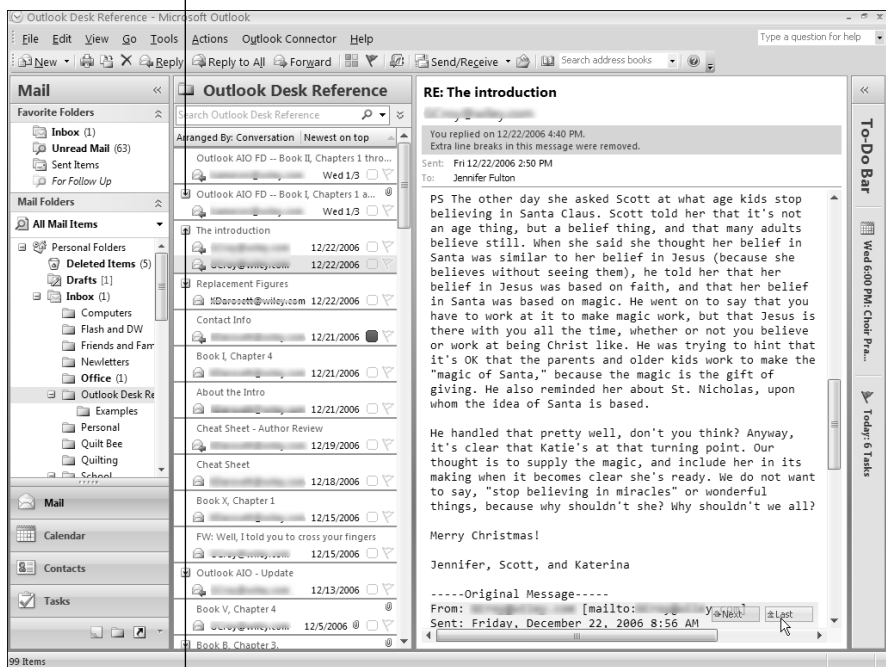 Outlook Desk Reference - Microsoft Outlook
File Edit View Go Tools Actions Outlook Connector Help
Type a question for help
New Reply Reply to All Forward Send/Receive Search address books
Mail
Favorite Folders
Inbox (1)
Unread Mail (63)
Sent Items
For Follow Up
Mail Folders
All Mail Items
Personal Folders
Deleted Items (5)
Drafts [1]
Inbox (1)
Computers
Flash and DW
Friends and Fam
Newletters
Office (1)
Outlook Desk Re
Examples
Personal
Quilt Bee
Quilting
School
Mail
Calendar
Contacts
Tasks
99 Items
Outlook Desk Reference
Search Outlook Desk Reference
Arranged By: Conversation Newest on top
Outlook AIO FD -- Book II, Chapters 1 thro...
Wed 1/3
Outlook AIO FD -- Book I, Chapters 1 a...
Wed 1/3
The introduction
12/22/2006
12/22/2006
Replacement Figures
12/22/2006
Contact Info
12/21/2006
Book I, Chapter 4
12/21/2006
About the Intro
12/21/2006
Cheat Sheet - Author Review
12/19/2006
Cheat Sheet
12/18/2006
Book X, Chapter 1
12/15/2006
FW: Well, I told you to cross your fingers
12/15/2006
Outlook AIO - Update
12/13/2006
Book V, Chapter 4
12/5/2006
Book B, Chapter 3,
RE: The introduction
You replied on 12/22/2006 4:40 PM.
Extra line breaks in this message were removed.
Sent: Fri 12/22/2006 2:50 PM
To: Jennifer Fulton
PS The other day she asked Scott at what age kids stop
believing in Santa Claus. Scott told her that it's not
an age thing, but a belief thing, and that many adults
believe still. When she said she thought her belief in
Santa was similar to her belief in Jesus (because she
believes without seeing them), he told her that her
belief in Jesus was based on faith, and that her belief
in Santa was based on magic. He went on to say that you
have to work at it to make magic work, but that Jesus is
there with you all the time, whether or not you believe
or work at being Christ like. He was trying to hint that
it's OK that the parents and older kids work to make the
"magic of Santa," because the magic is the gift of
giving. He also reminded her about St. Nicholas, upon
whom the idea of Santa is based.
He handled that pretty well, don't you think? Anyway,
it's clear that Katie's at that turning point. Our
thought is to supply the magic, and include her in its
making when it becomes clear she's ready. We do not want
to say, "stop believing in miracles" or wonderful
things, because why shouldn't she? Why shouldn't we all?
Merry Christmas!
Jennifer, Scott, and Katerina
-----Original Message-----
From: [mailto:
Sent: Friday, December 22, 2006 8:56 AM
Next Last
To-Do Bar
Wed 6:00 PM: Choir Pra...
Today: 6 Tasks